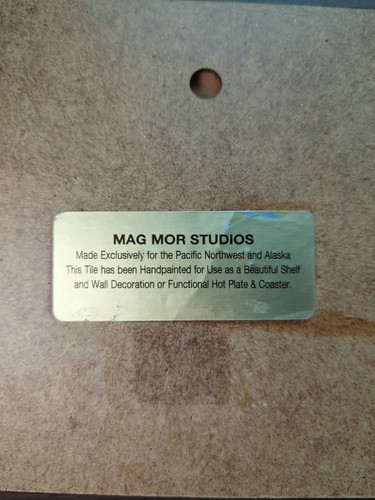 MAG MOR STUDIOS
Made Exclusively for the Pacific Northwest and Alaska
This Tile has been Handpainted for Use as a Beautiful Shelf
and Wall Decoration or Functional Hot Plate & Coaster.